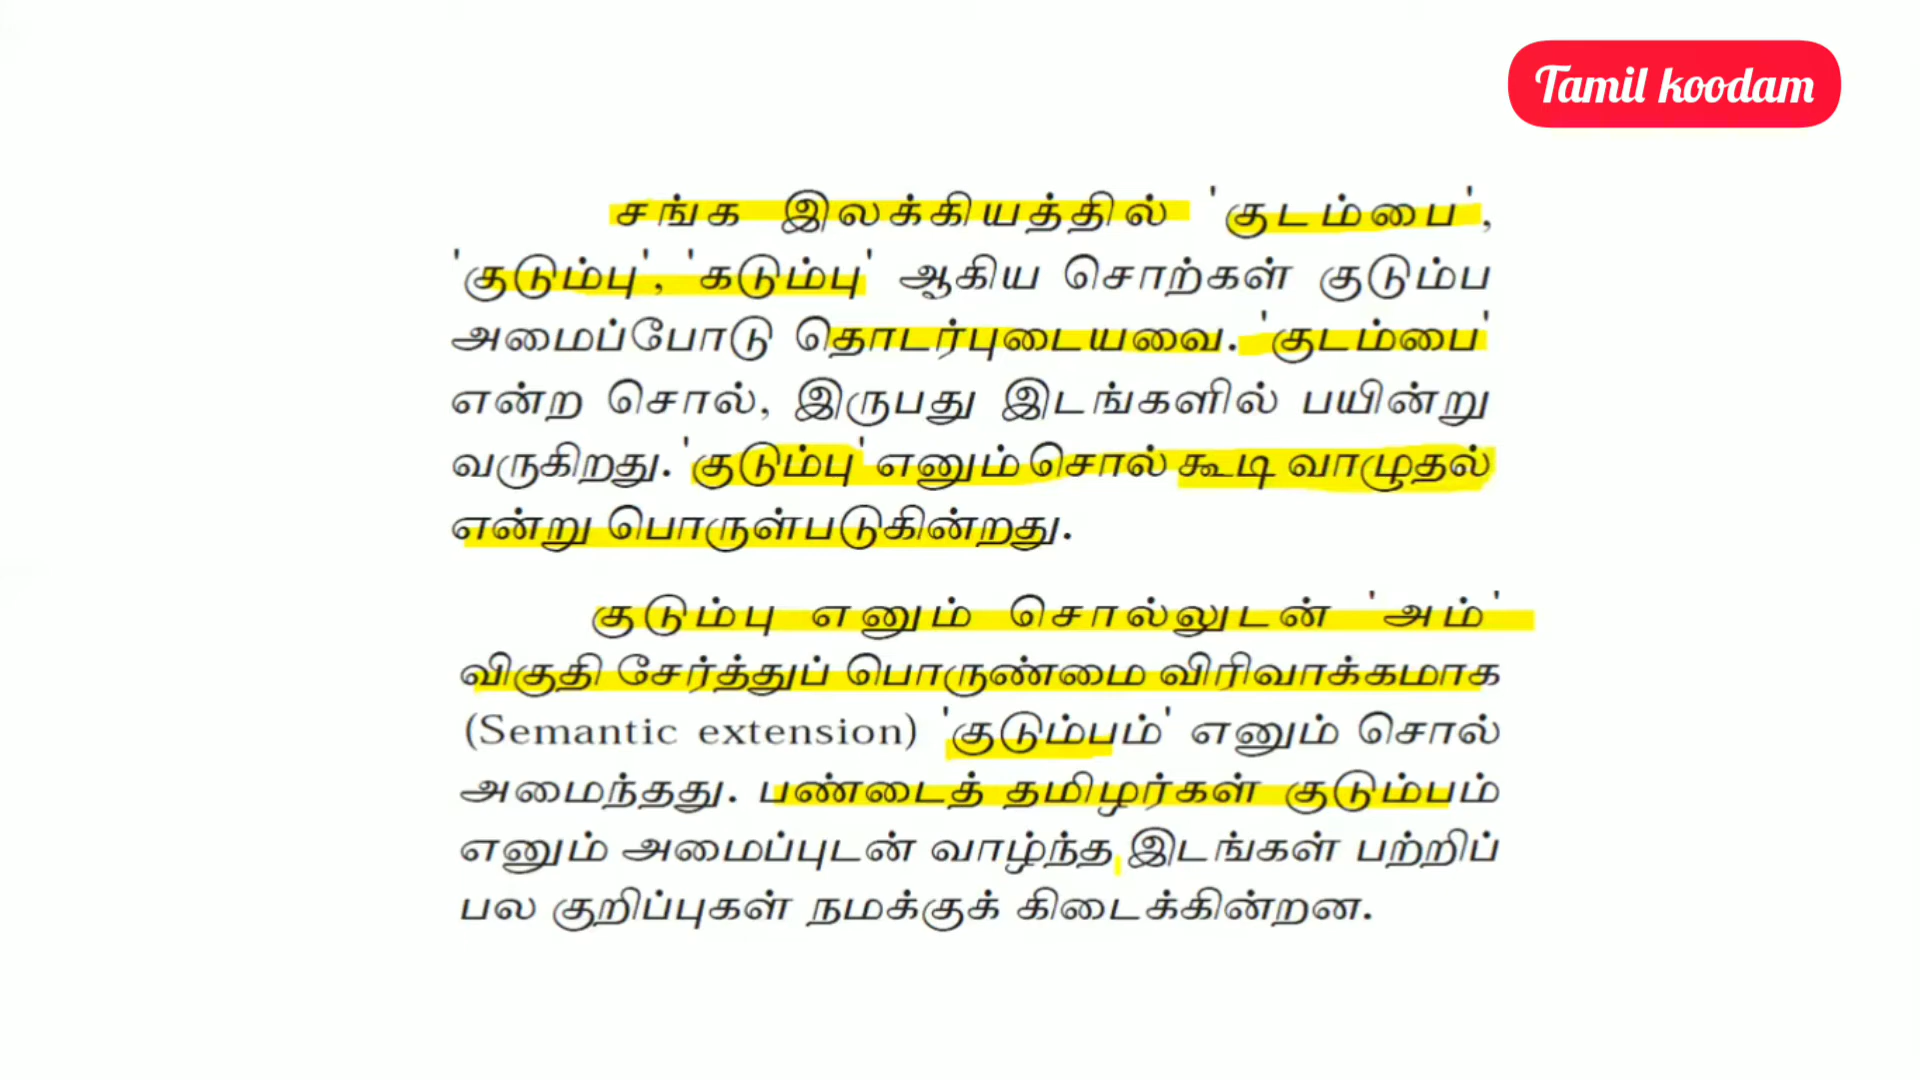 Tamil koodam
சங்க இலக்கியத்தில் 'குடம்பை',
'குடும்பு', 'கடும்பு' ஆகிய சொற்கள் குடும்ப
அமைப்போடு தொடர்புடையவை. 'குடம்பை'
என்ற சொல், இருபது இடங்களில் பயின்று
வருகிறது. 'குடும்பு' எனும் சொல் கூடி வாழுதல்
என்று பொருள்படுகின்றது.
குடும்பு எனும் சொல்லுடன் 'அம்'
விகுதி சேர்த்துப் பொருண்மை விரிவாக்கமாக
(Semantic extension) 'குடும்பம்' எனும் சொல்
அமைந்தது. பண்டைத் தமிழர்கள் குடும்பம்
எனும் அமைப்புடன் வாழ்ந்த இடங்கள் பற்றிப்
பல குறிப்புகள் நமக்குக் கிடைக்கின்றன.